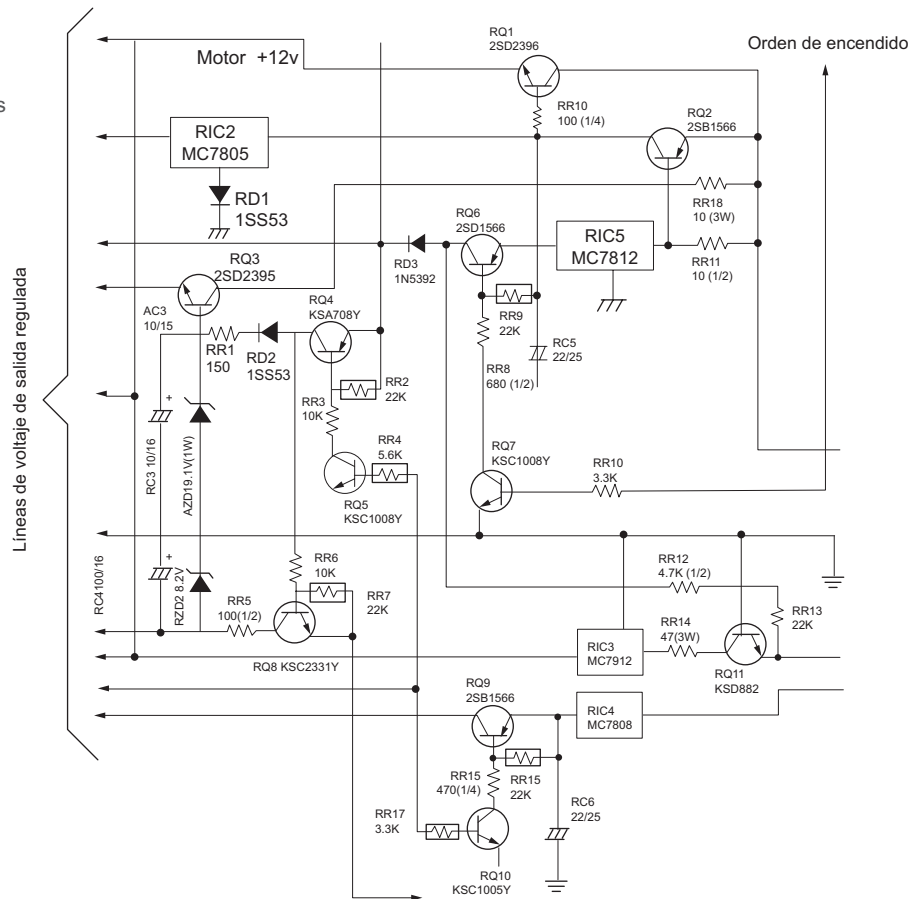 s
Líneas de voltaje de salida regulada
Motor +12v
RQ1
2SD2396
Orden de encendido
RR10
100 (1/4)
RQ2
2SB1566
RIC2
MC7805
RD1
1SS53
RR18
10 (3W)
RQ6
2SD1566
RIC5
MC7812
RQ3
2SD2395
RD3
1N5392
RR11
10 (1/2)
RQ4
KSA708Y
AC3
10/15
RR1
150
RD2
1SS53
RR9
22K
RC5
22/25
RR2
22K
RR8
680 (1/2)
RR3
10K
RR4
5.6K
RQ7
KSC1008Y
RR10
3.3K
+
RC3 10/16
AZD19.1V(1W)
RQ5
KSC1008Y
+
RC4100/16
RZD2 8.2V
RR6
10K
RR7
22K
RR5
100(1/2)
RR12
4.7K (1/2)
RR13
22K
RR14
47(3W)
RQ8 KSC2331Y
RIC3
MC7912
RQ11
KSD882
RQ9
2SB1566
RIC4
MC7808
RR15
470(1/4)
RR15
22K
RC6
22/25
RR17
3.3K
RQ10
KSC1005Y